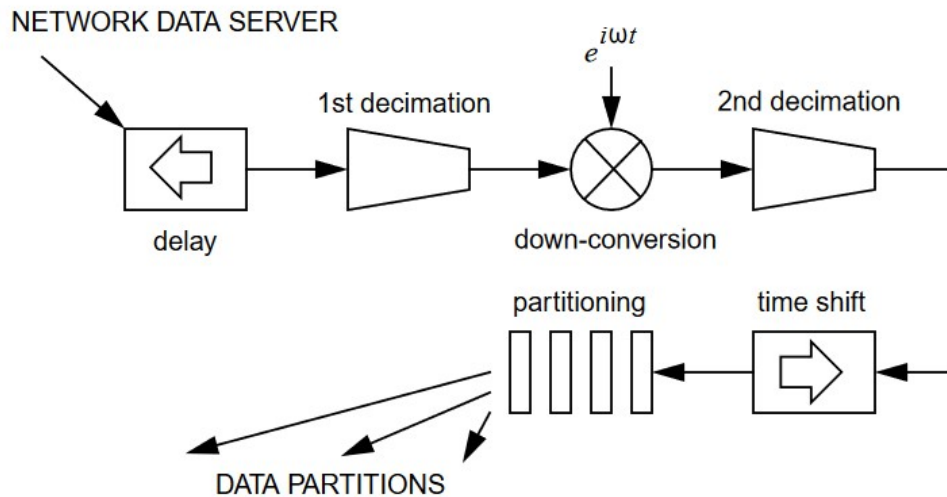 NETWORK DATA SERVER
e^{iωt}
1st decimation
2nd decimation
delay
down-conversion
partitioning
time shift
DATA PARTITIONS